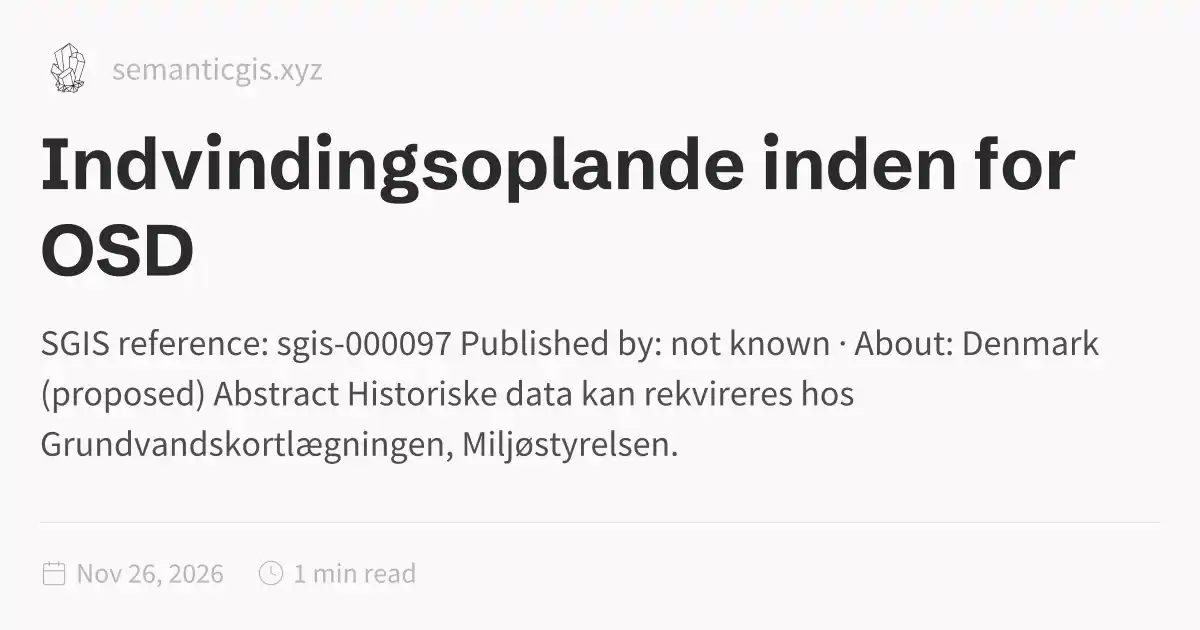 semanticgis.xyz
Indvindingsoplande inden for
OSD
SGIS reference: sgis-000097 Published by: not known · About: Denmark
(proposed) Abstract Historiske data kan rekvireres hos
Grundvandskortlægningen, Miljøstyrelsen.
Nov 26, 2026 1 min read